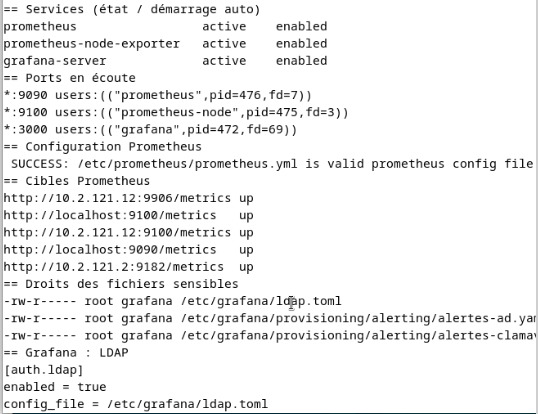 == Services (état / démarrage auto)
prometheus active enabled
prometheus-node-exporter active enabled
grafana-server active enabled
== Ports en écoute
*:9090 users:(("prometheus",pid=476,fd=7))
*:9100 users:(("prometheus-node",pid=475,fd=3))
*:3000 users:(("grafana",pid=472,fd=69))
== Configuration Prometheus
SUCCESS: /etc/prometheus/prometheus.yml is valid prometheus config file
== Cibles Prometheus
http://10.2.121.12:9906/metrics up
http://localhost:9100/metrics up
http://10.2.121.12:9100/metrics up
http://localhost:9090/metrics up
http://10.2.121.2:9182/metrics up
== Droits des fichiers sensibles
-rw-r----- root grafana /etc/grafana/ldap.toml
-rw-r----- root grafana /etc/grafana/provisioning/alerting/alertes-ad.yam
-rw-r----- root grafana /etc/grafana/provisioning/alerting/alertes-clamav
== Grafana : LDAP
[auth.ldap]
enabled = true
config_file = /etc/grafana/ldap.toml